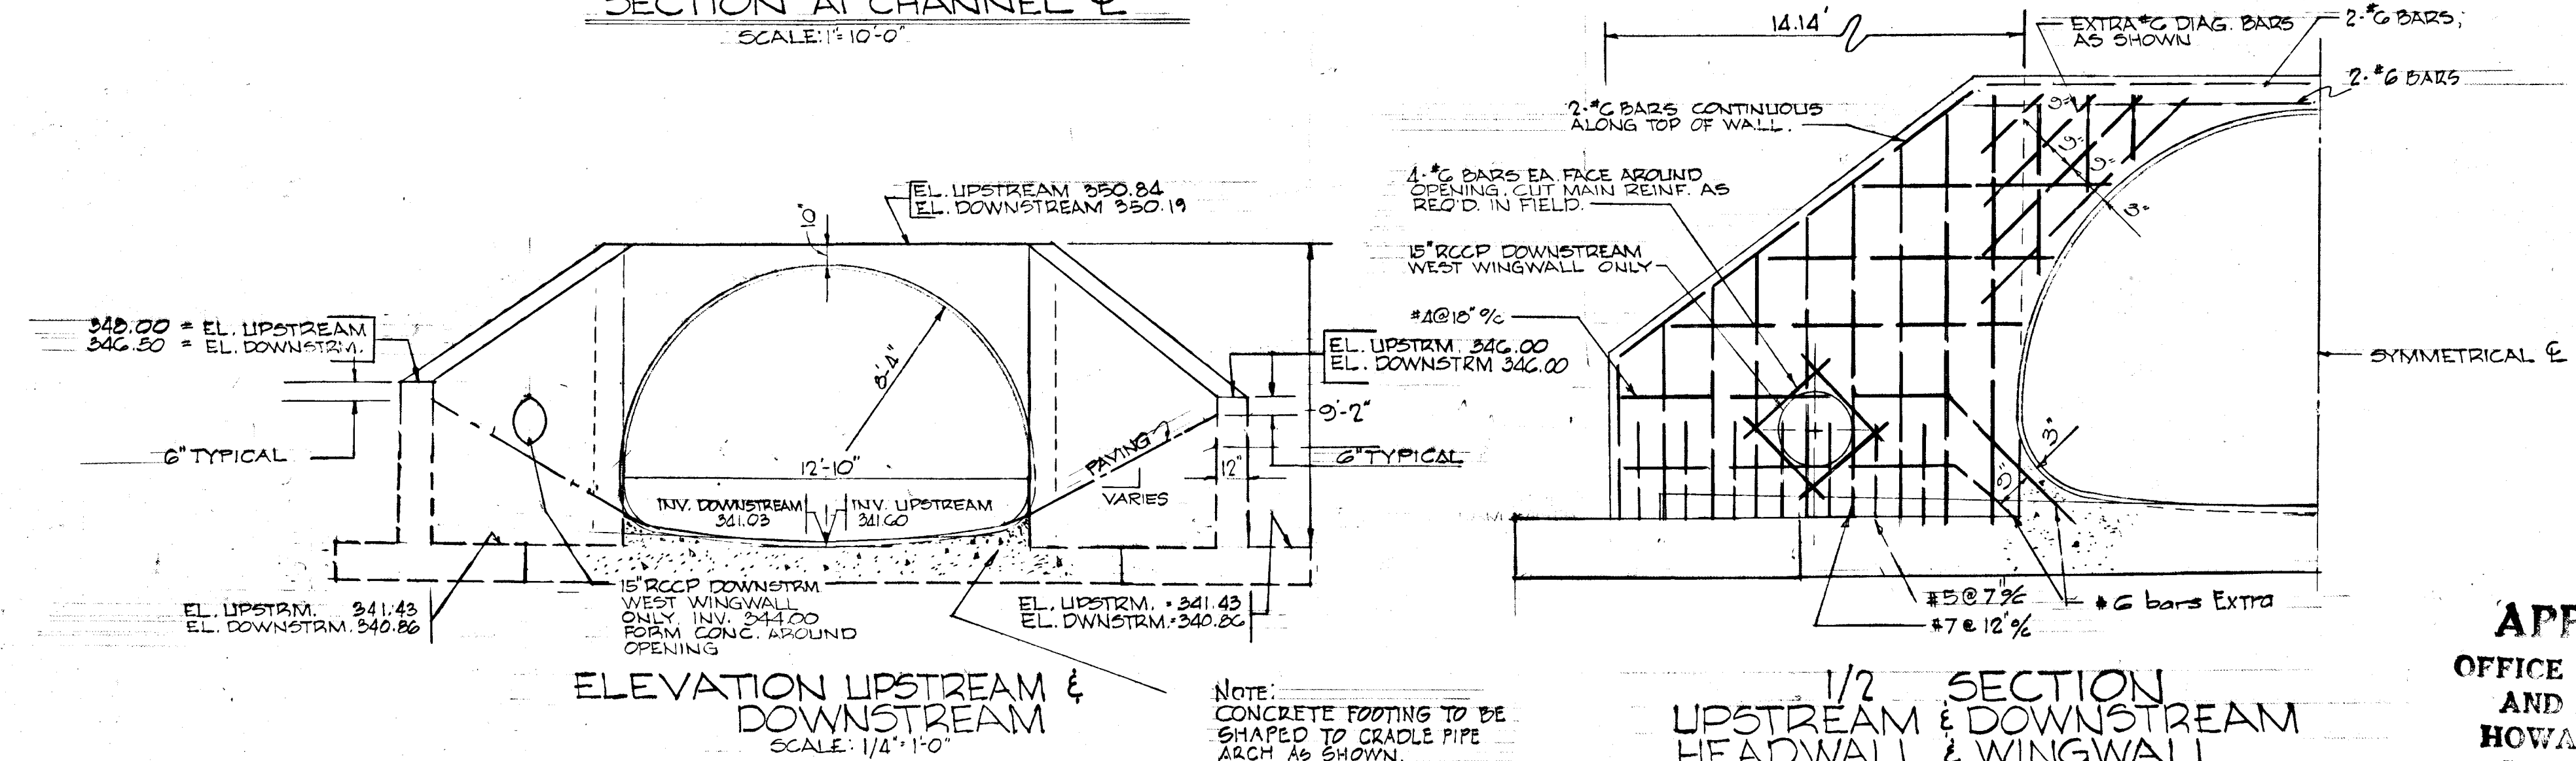 SECTION AT CHANNEL ℄
SCALE: 1"=10'-0"
EL. UPSTREAM 350.84
EL. DOWNSTREAM 350.19
348.00 = EL. UPSTREAM
346.50 = EL. DOWNSTRM.
6" TYPICAL
8'-4"
12'-10"
INV. DOWNSTREAM
341.03
INV. UPSTREAM
341.60
PAVING
VARIES
12"
EL. UPSTRM. 346.00
EL. DOWNSTRM 346.00
9'-2"
6" TYPICAL
EL. UPSTRM. 341.43
EL. DOWNSTRM. 340.86
15" RCCP DOWNSTRM.
WEST WINGWALL
ONLY. INV. 344.00
FORM CONC. AROUND
OPENING
EL. UPSTRM. = 341.43
EL. DWNSTRM.= 340.86
ELEVATION UPSTREAM &
DOWNSTREAM
SCALE: 1/4"=1'-0"
NOTE:
CONCRETE FOOTING TO BE
SHAPED TO CRADLE PIPE
ARCH AS SHOWN.
14.14'
EXTRA #6 DIAG. BARS
AS SHOWN
2-#6 BARS;
2-#6 BARS
2-#6 BARS CONTINUOUS
ALONG TOP OF WALL.
4-#6 BARS EA. FACE AROUND
OPENING. CUT MAIN REINF. AS
REQ'D. IN FIELD.
15" RCCP DOWNSTREAM
WEST WINGWALL ONLY
#4@18" o/c
9"
9"
9"
3"
SYMMETRICAL ℄
3"
9"
#5@7" o/c
#7@12" o/c
#6 bars Extra
1/2 SECTION
UPSTREAM & DOWNSTREAM
HEADWALL & WINGWALL
OFFICE
AND